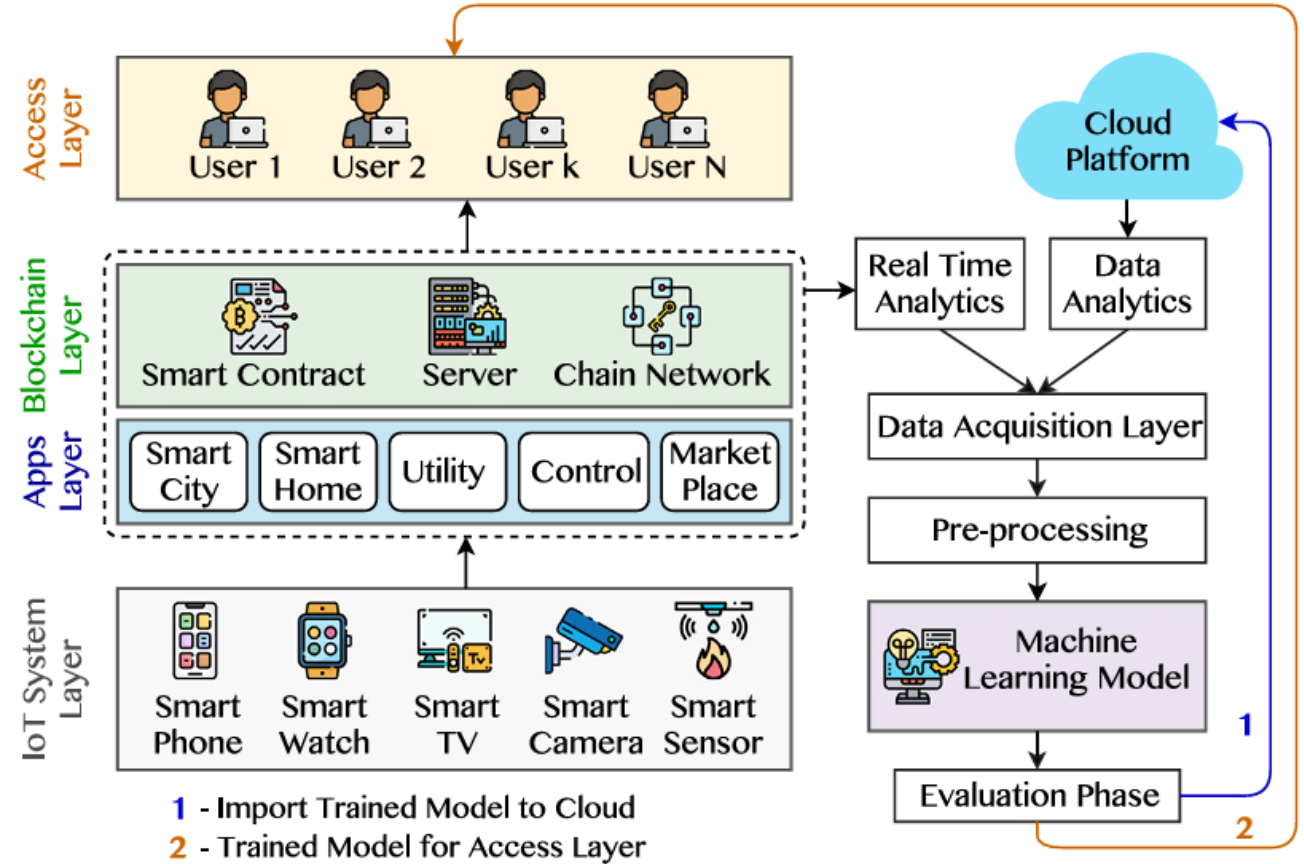 Access
Layer
User 1
User 2
User k
User N
Blockchain
Layer
Smart Contract
Server
Chain Network
Apps
Layer
Smart
City
Smart
Home
Utility
Control
Market
Place
IoT System
Layer
Tv
Smart
Phone
Smart
Watch
Smart
TV
Smart
Camera
Smart
Sensor
1 - Import Trained Model to Cloud
2 - Trained Model for Access Layer
Cloud
Platform
Real Time
Analytics
Data
Analytics
Data Acquisition Layer
Pre-processing
Machine
Learning Model
Evaluation Phase
1
2